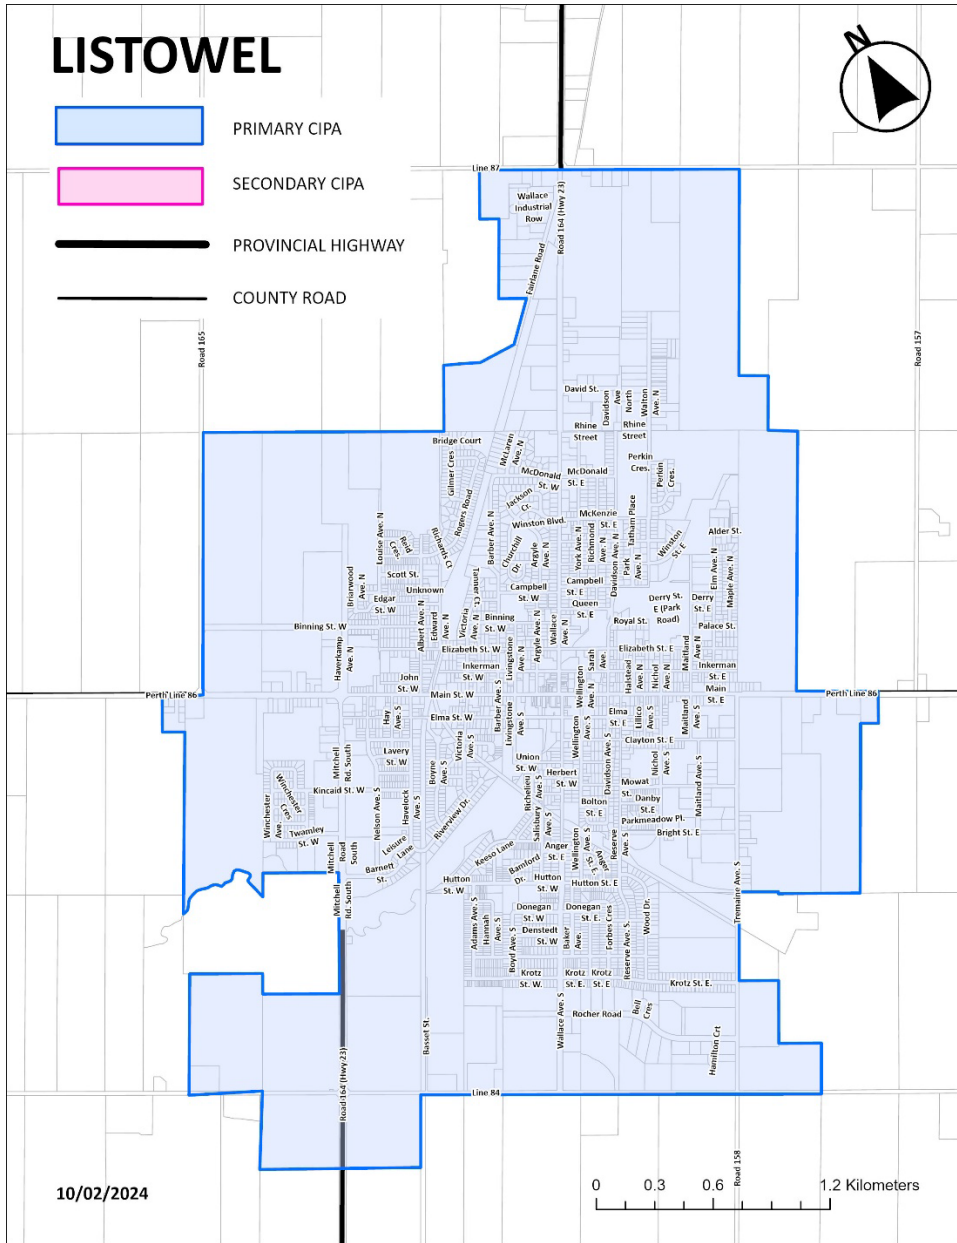 LISTOWEL
N
PRIMARY CIPA
SECONDARY CIPA
PROVINCIAL HIGHWAY
COUNTY ROAD
Line 87
Wallace
Industrial
Row
Road 164 (Hwy 23)
Fairlane Road
Road 165
Road 157
David St.
Davidson
Ave
North
Walton
Ave. N
Rhine
Street
Rhine
Street
Bridge Court
McLaren
Ave. N
Gilmer Cres
Rogers Road
McDonald
St. W
McDonald
St. E
Perkin
Cres.
Perkin
Cres.
Jackson
Cr.
Winston Blvd.
McKenzie
St. E
Tatham Place
Louise Ave. N
Reid
Cres.
Richards Ct
Barber Ave. N
Churchill
Dr.
Argyle
Ave. N
York Ave. N
Richmond
Ave. N
Davidson Ave. N
Park
Ave. N
Winston
St. E
Alder St.
Elm Ave. N
Maple Ave. N
Scott St.
Unknown
Briarwood
Ave. N
Edgar
St. W
Tanner Ct.
Campbell
St. W
Campbell
St. E
Queen
St. E
Derry St.
E (Park
Road)
Derry
St. E
Royal St.
Palace St.
Binning St. W
Albert Ave. N
Edward
Ave. N
Victoria
Ave. N
Binning
St. W
Argyle Ave. N
Wallace
Ave. N
Haverkamp
Ave. N
Elizabeth St. W
Livingstone
Ave. N
Sarah
Ave.
Elizabeth St. E
Halstead
Ave. N
Nichol
Ave. N
Maitland
Ave N
Inkerman
St. W
Inkerman
St. E
John
St. W
Main St. W
Main
St. E
Perth Line 86
Perth Line 86
Barber Ave. S
Wellington
Ave. N
Hay
Ave. S
Elma St. W
Livingstone
Ave. S
Elma
St. E
Lillico
Ave. S
Maitland
Ave. S
Wellington
Ave. S
Clayton St. E
Victoria
Ave. S
Lavery
St. W
Mitchell
Rd. South
Boyne
Ave. S
Union
St. W
Herbert
St. W
Davidson Ave. S
Nichol
Ave. S
Maitland Ave. S
Mowat
St.
Danby
St.E
Winchester
Cres
Kincaid St. W
Winchester
Ave.
Nelson Ave. S
Havelock
Ave. S
Riverview Dr.
Richelieu
Ave. S
Bolton
St. E
Parkmeadow Pl.
Bright St. E
Twamley
St. W
Mitchell
Road
South
Leisure
Lane
Barnett
St.
Salisbury
Ave. S
Keeso Lane
Anger
St. E
Wellington
Ave. S
Anger
St. E
Reserve
Ave. S
Bamford
Dr.
Hutton
St. W
Hutton
St. W
Hutton St. E
Mitchell
Rd. South
Tremaine Ave. S
Adams Ave. S
Hannah
Ave. S
Donegan
St. W
Donegan
St. E.
Forbes Cres
Reserve Ave. S
Wood Dr.
Denstedt
St. W
Baker
Ave.
Boyd Ave. S
Krotz
St. W.
Krotz
St. E.
Krotz
St. E.
Krotz St. E.
Rocher Road
Bell
Cres
Wallace Ave. S
Basset St.
Hamilton Crt
Road 164 (Hwy 23)
Line 84
Road 158
10/02/2024
0 0.3 0.6 1.2 Kilometers